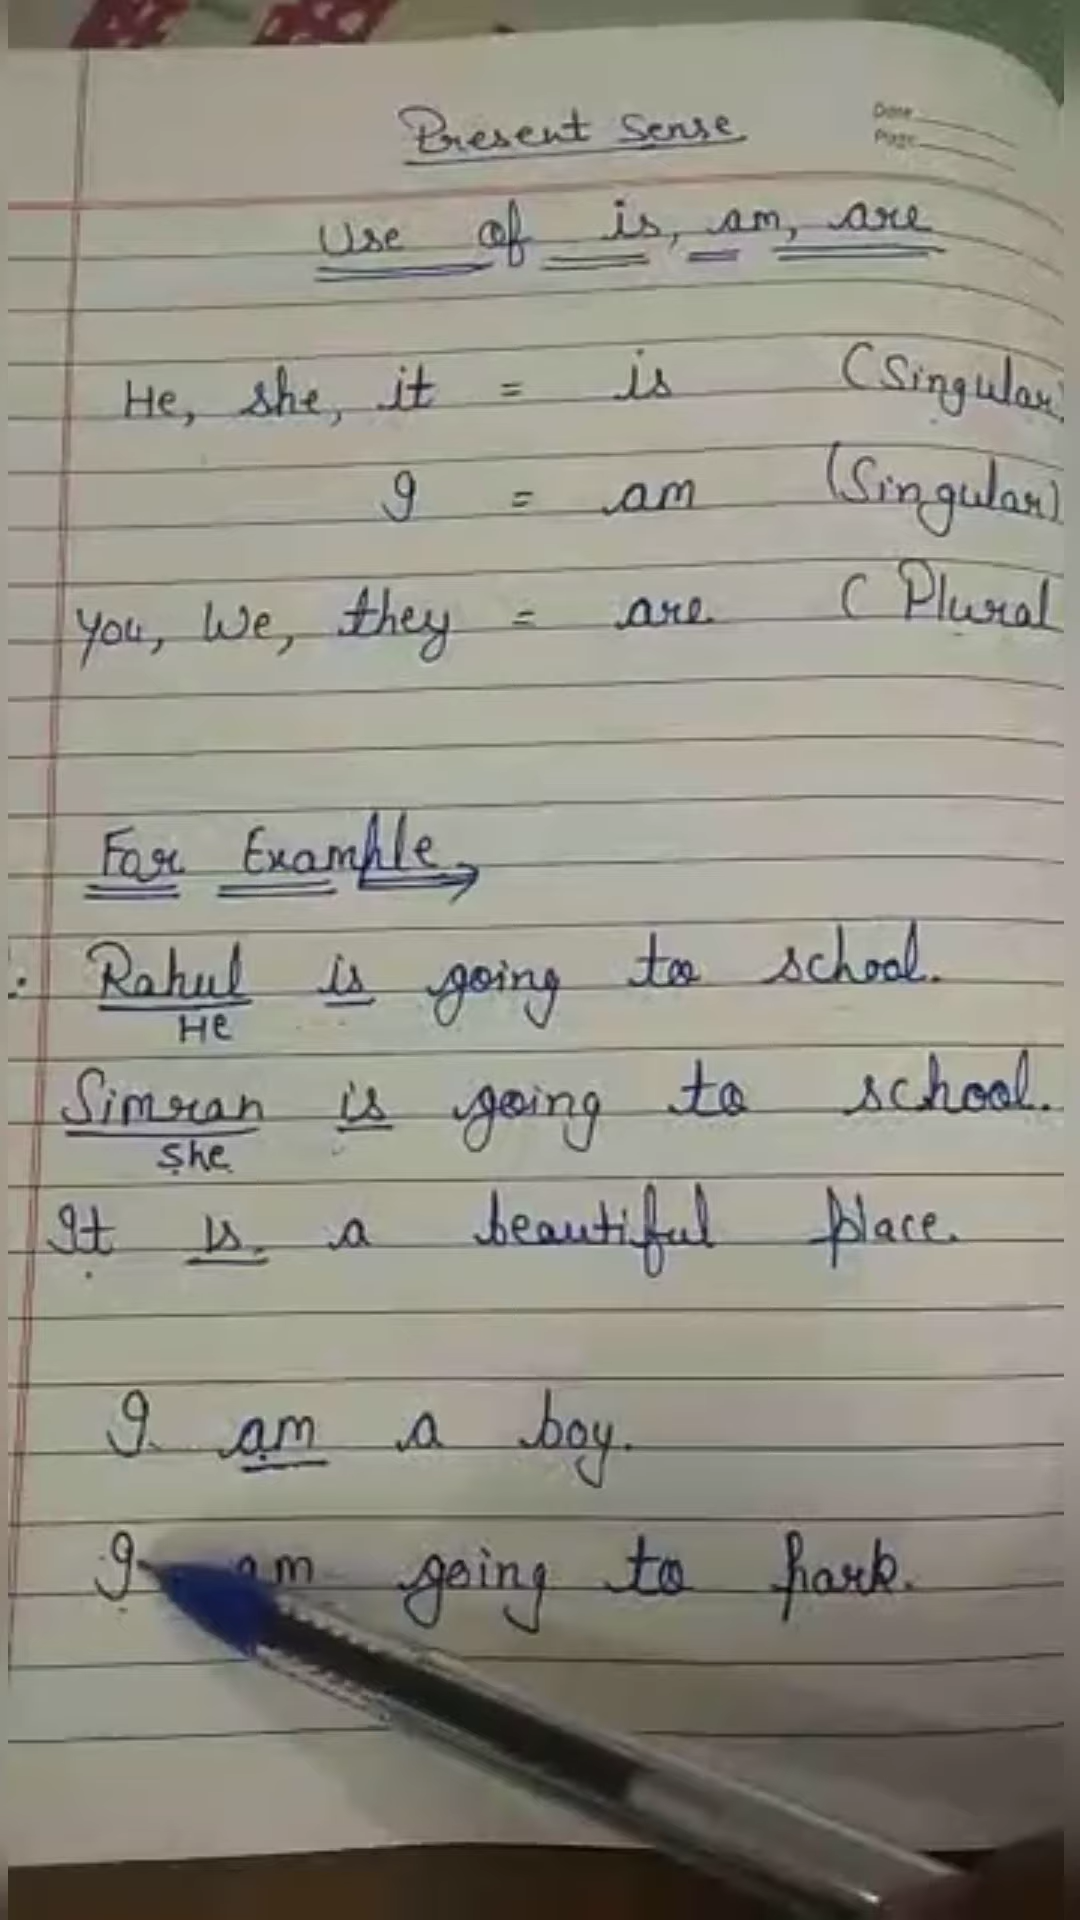 Present Sense
Date
Page
Use of is, am, are
He, she, it = is (Singular)
I = am (Singular)
You, We, they = are (Plural
For Example
Rahul is going to school.
He
Simran is going to school.
She
It is a beautiful place.
I am a boy.
I am going to park.